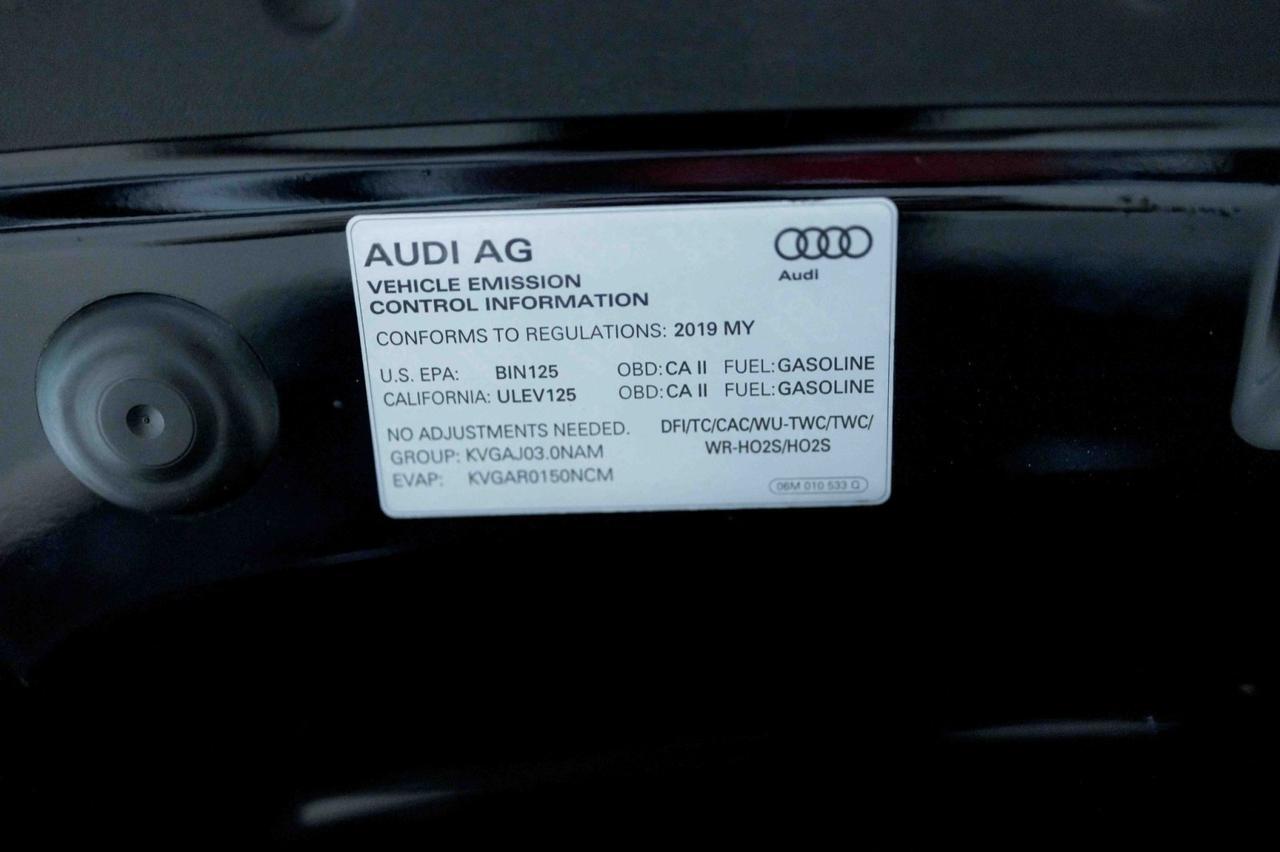 AUDI AG
Audi
VEHICLE EMISSION
CONTROL INFORMATION
CONFORMS TO REGULATIONS: 2019 MY
U.S. EPA: BIN125 OBD: CA II FUEL: GASOLINE
CALIFORNIA: ULEV125 OBD: CA II FUEL: GASOLINE
NO ADJUSTMENTS NEEDED.
GROUP: KVGAJ03.0NAM
EVAP: KVGAR0150NCM
DFI/TC/CAC/WU-TWC/TWC/
WR-HO2S/HO2S
06M 010 533 Q